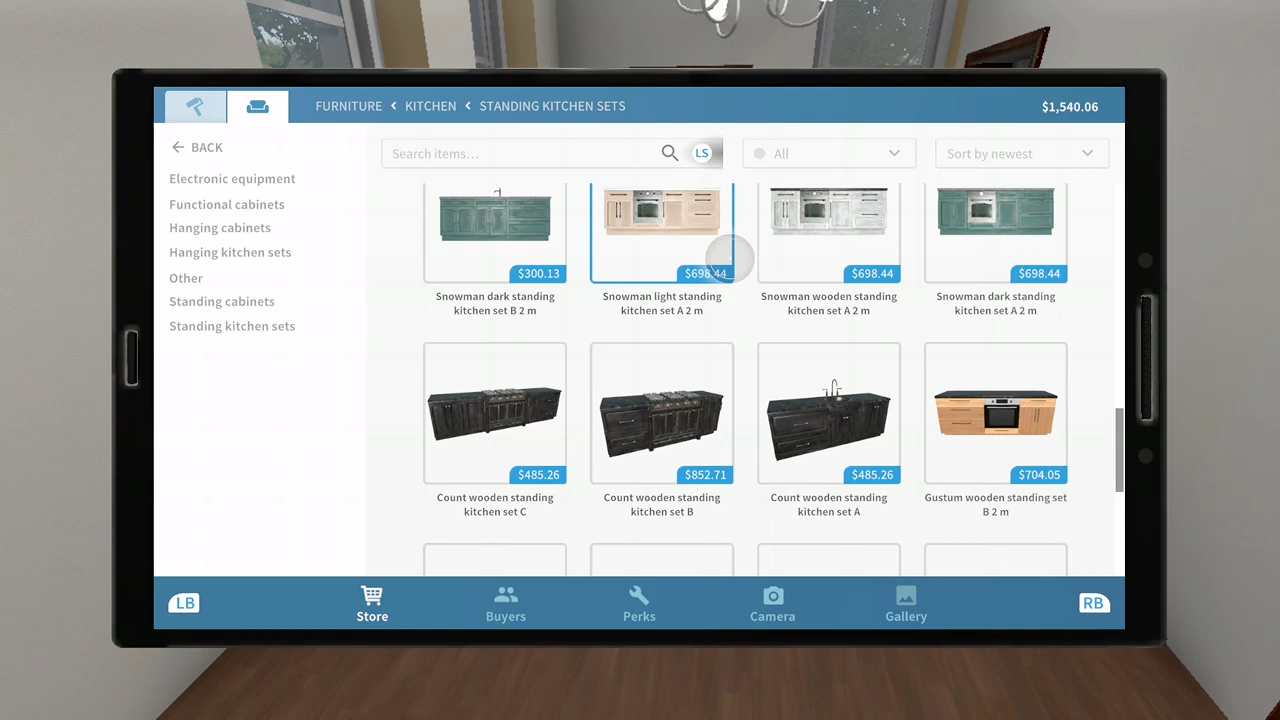 FURNITURE < KITCHEN < STANDING KITCHEN SETS
$1,540.06
BACK
Search items...
LS
All
Sort by newest
Electronic equipment
Functional cabinets
Hanging cabinets
Hanging kitchen sets
Other
Standing cabinets
Standing kitchen sets
$300.13
$698.44
$698.44
$698.44
Snowman dark standing
kitchen set B 2 m
Snowman light standing
kitchen set A 2 m
Snowman wooden standing
kitchen set A 2 m
Snowman dark standing
kitchen set A 2 m
$485.26
$852.71
$485.26
$704.05
Count wooden standing
kitchen set C
Count wooden standing
kitchen set B
Count wooden standing
kitchen set A
Gustum wooden standing set
B 2 m
LB
Store
Buyers
Perks
Camera
Gallery
RB